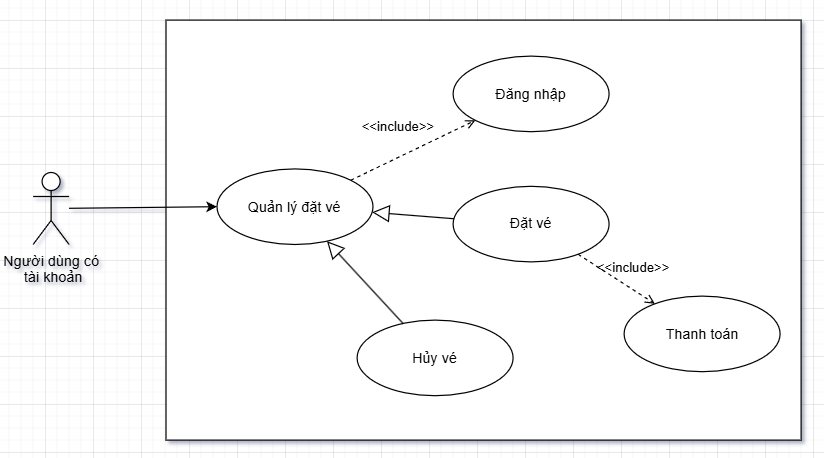 Đăng nhập
<<include>>
Quản lý đặt vé
Đặt vé
Người dùng có
tài khoản
<<include>>
Thanh toán
Hủy vé